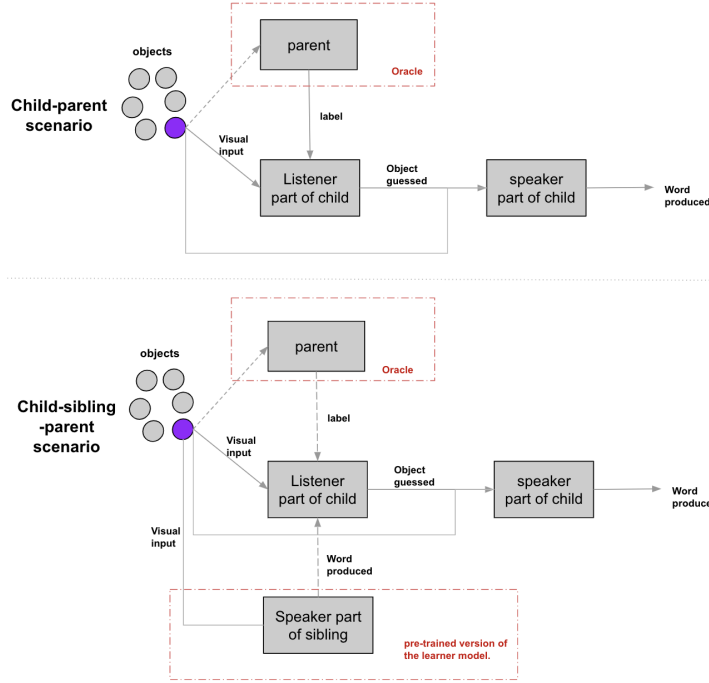 parent
objects
Oracle
Child-parent
scenario
label
Visual
input
Listener
part of child
Object
guessed
speaker
part of child
Word
produced
parent
objects
Oracle
Child-sibling
-parent
scenario
label
Visual
input
Listener
part of child
Object
guessed
speaker
part of child
Word
produce
Visual
input
Word
produced
Speaker part
of sibling
pre-trained version of
the learner model.